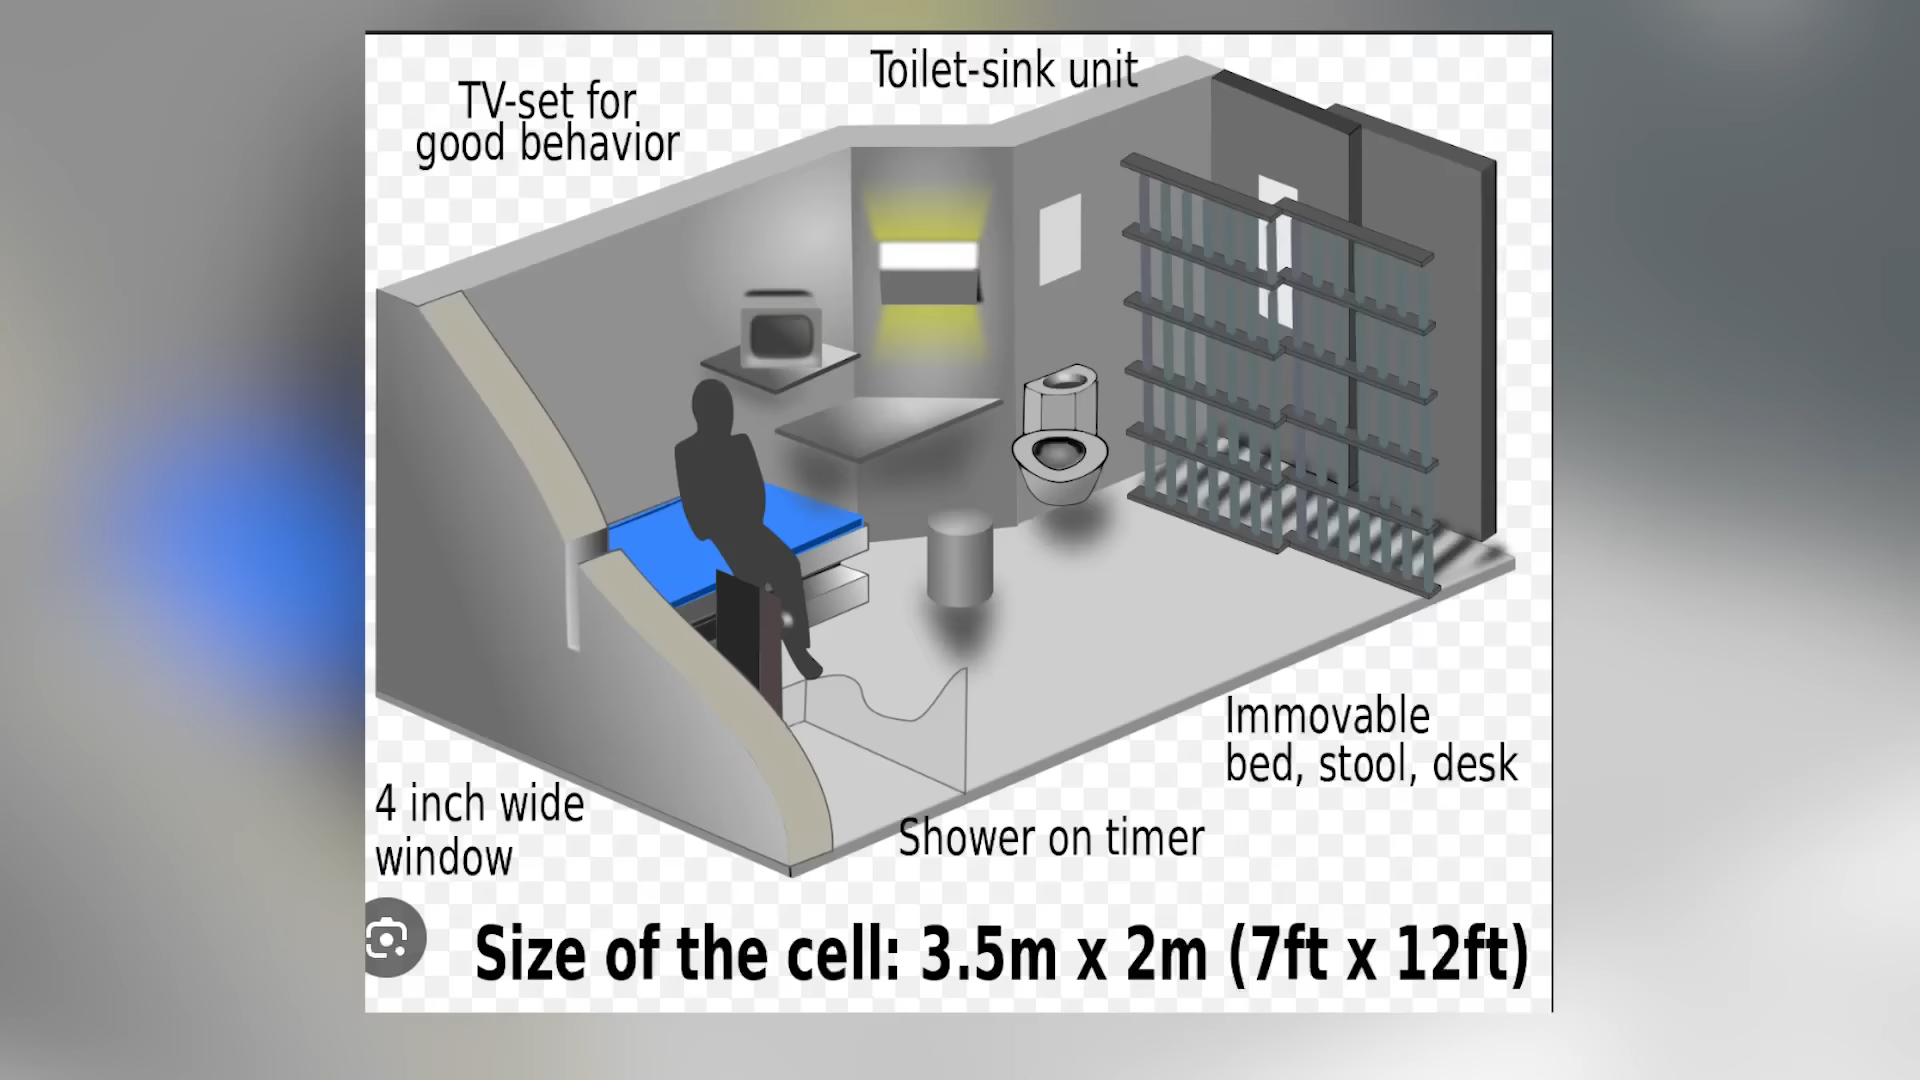 Toilet-sink unit
TV-set for
good behavior
Immovable
bed, stool, desk
4 inch wide
window
Shower on timer
Size of the cell: 3.5m x 2m (7ft x 12ft)